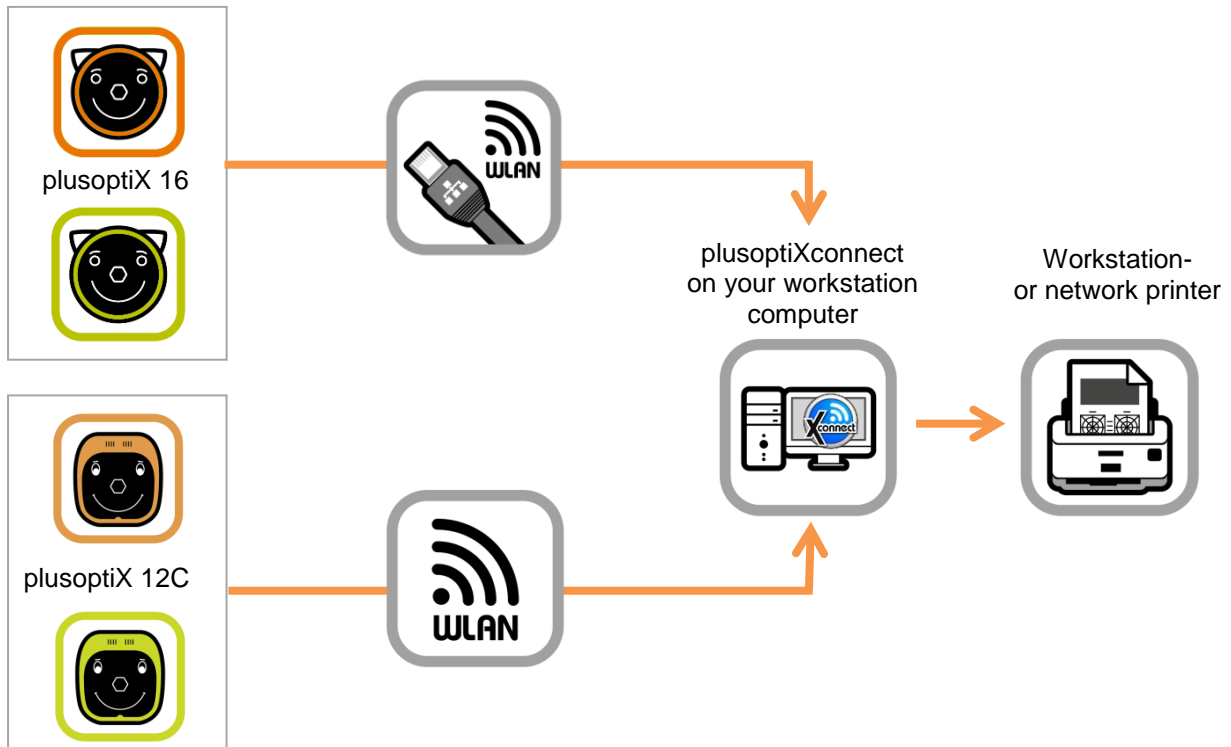 plusoptiX 16
WLAN
plusoptiXconnect
on your workstation
computer
Workstation-
or network printer
Xconnect
plusoptiX 12C
WLAN